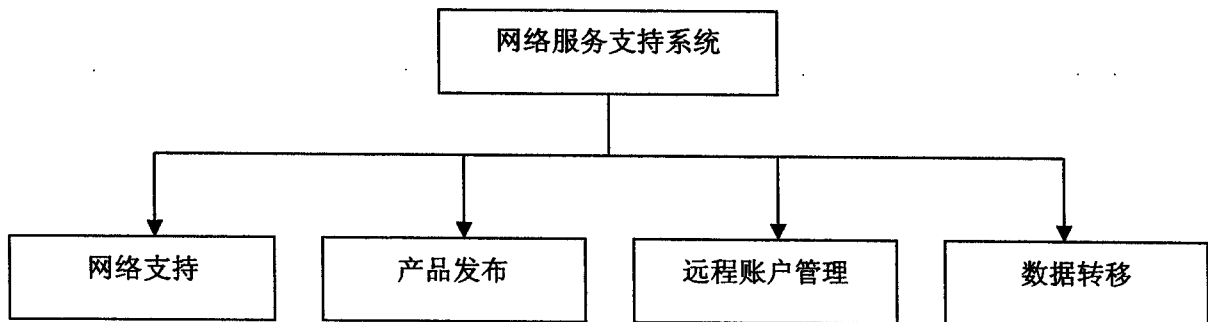 网络服务支持系统
网络支持
产品发布
远程账户管理
数据转移